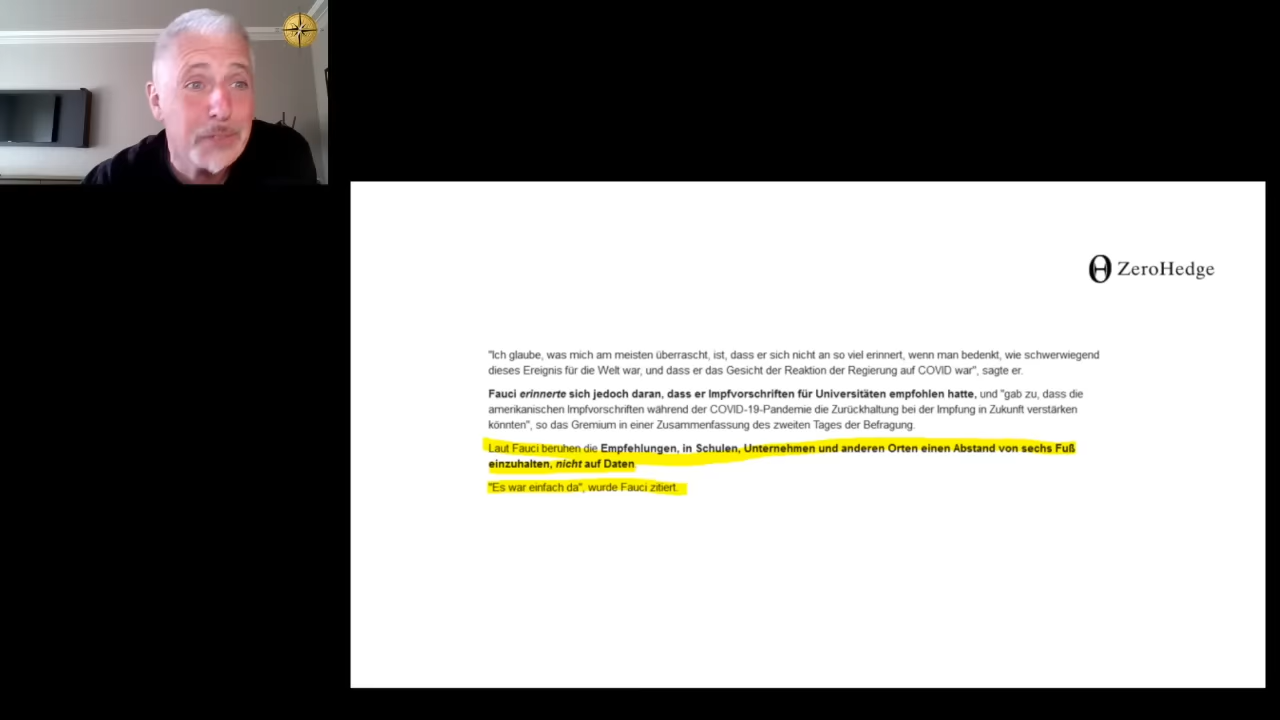 ZeroHedge
"Ich glaube, was mich am meisten überrascht, ist, dass er sich nicht an so viel erinnert, wenn man bedenkt, wie schwerwiegend
dieses Ereignis für die Welt war, und dass er das Gesicht der Reaktion der Regierung auf COVID war", sagte er.
Fauci erinnerte sich jedoch daran, dass er Impfvorschriften für Universitäten empfohlen hatte, und "gab zu, dass die
amerikanischen Impfvorschriften während der COVID-19-Pandemie die Zurückhaltung bei der Impfung in Zukunft verstärken
könnten", so das Gremium in einer Zusammenfassung des zweiten Tages der Befragung.
Laut Fauci beruhen die Empfehlungen, in Schulen, Unternehmen und anderen Orten einen Abstand von sechs Fuß
einzuhalten, nicht auf Daten.
"Es war einfach da", wurde Fauci zitiert.